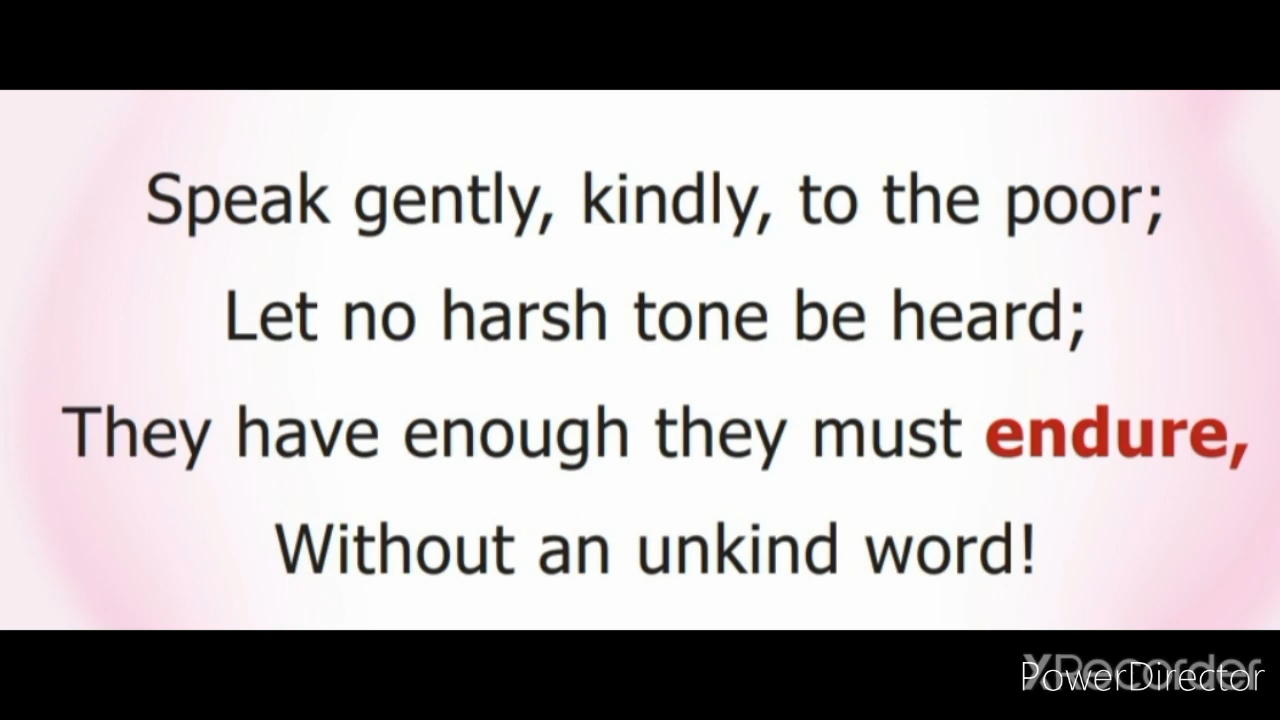 Speak gently, kindly, to the poor;
Let no harsh tone be heard;
They have enough they must endure,
Without an unkind word!
XRecorder
PowerDirector